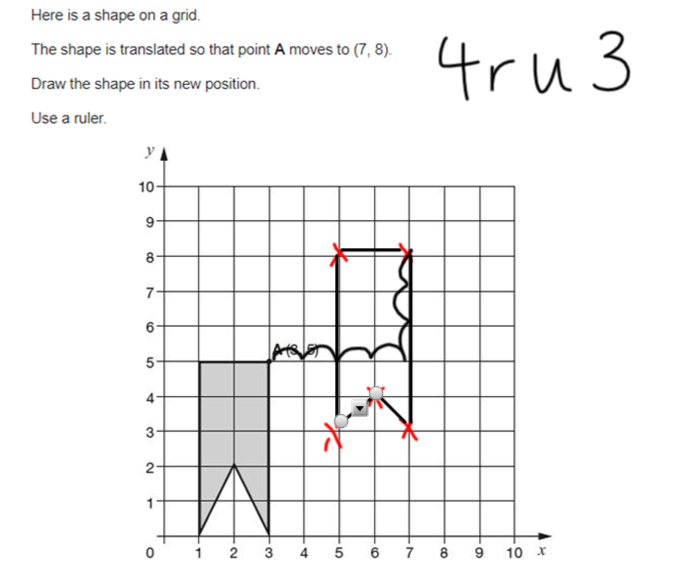 Here is a shape on a grid.
The shape is translated so that point A moves to (7, 8).
Draw the shape in its new position.
Use a ruler.
4ru3
y
10
9
8
7
6
A(3,5)
5
4
3
2
1
0 1 2 3 4 5 6 7 8 9 10 x